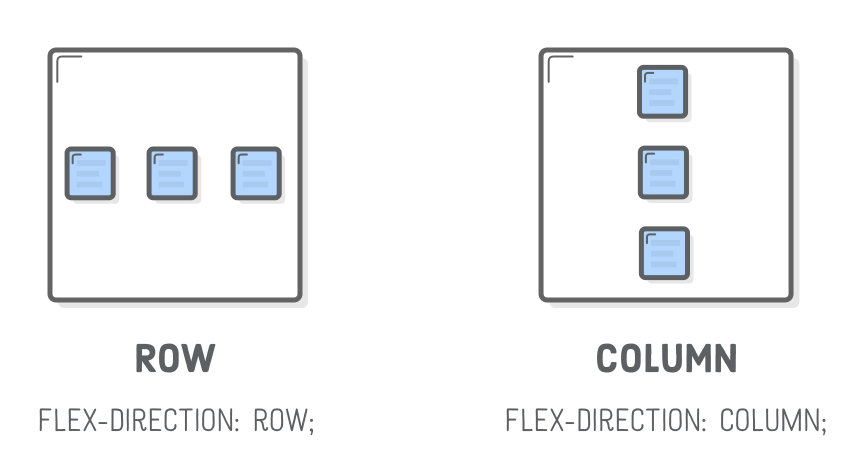 ROW
FLEX-DIRECTION: ROW;
COLUMN
FLEX-DIRECTION: COLUMN;